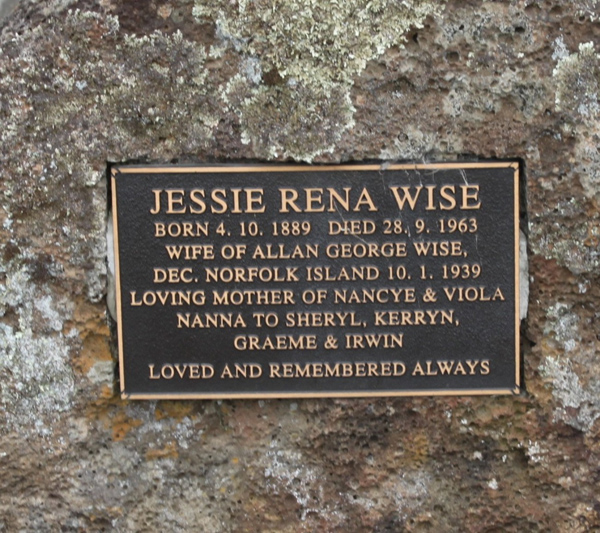 JESSIE RENA WISE
BORN 4. 10. 1889 DIED 28. 9. 1963
WIFE OF ALLAN GEORGE WISE,
DEC. NORFOLK ISLAND 10. 1. 1939
LOVING MOTHER OF NANCYE & VIOLA
NANNA TO SHERYL, KERRYN,
GRAEME & IRWIN
LOVED AND REMEMBERED ALWAYS